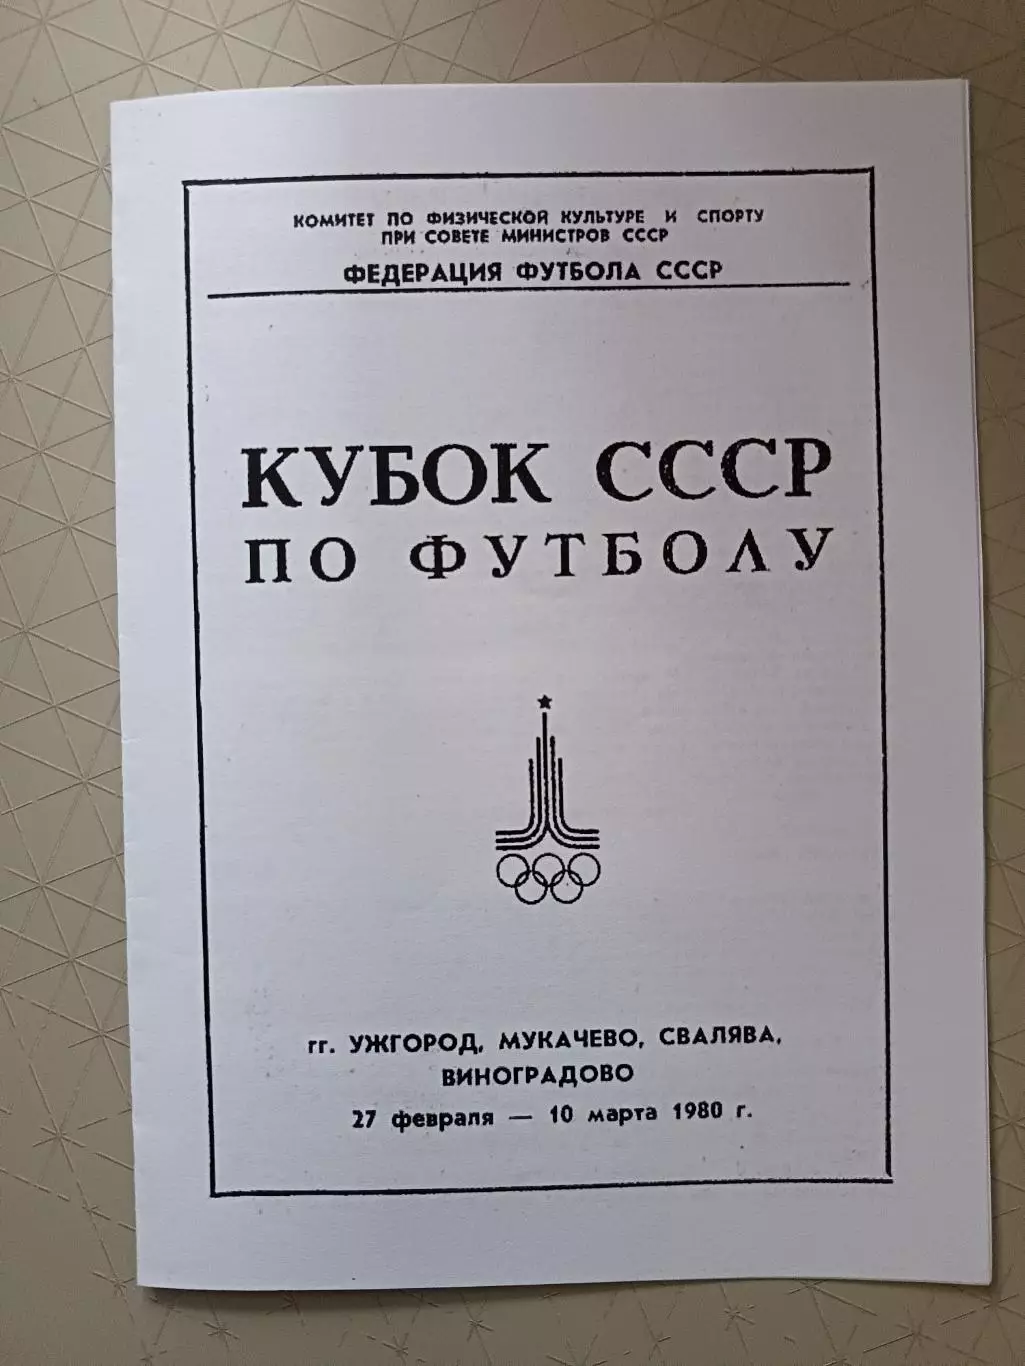 КОМИТЕТ ПО ФИЗИЧЕСКОЙ КУЛЬТУРЕ И СПОРТУ
ПРИ СОВЕТЕ МИНИСТРОВ СССР
ФЕДЕРАЦИЯ ФУТБОЛА СССР
КУБОК СССР
ПО ФУТБОЛУ
гг. УЖГОРОД, МУКАЧЕВО, СВАЛЯВА,
ВИНОГРАДОВО
27 февраля — 10 марта 1980 г.